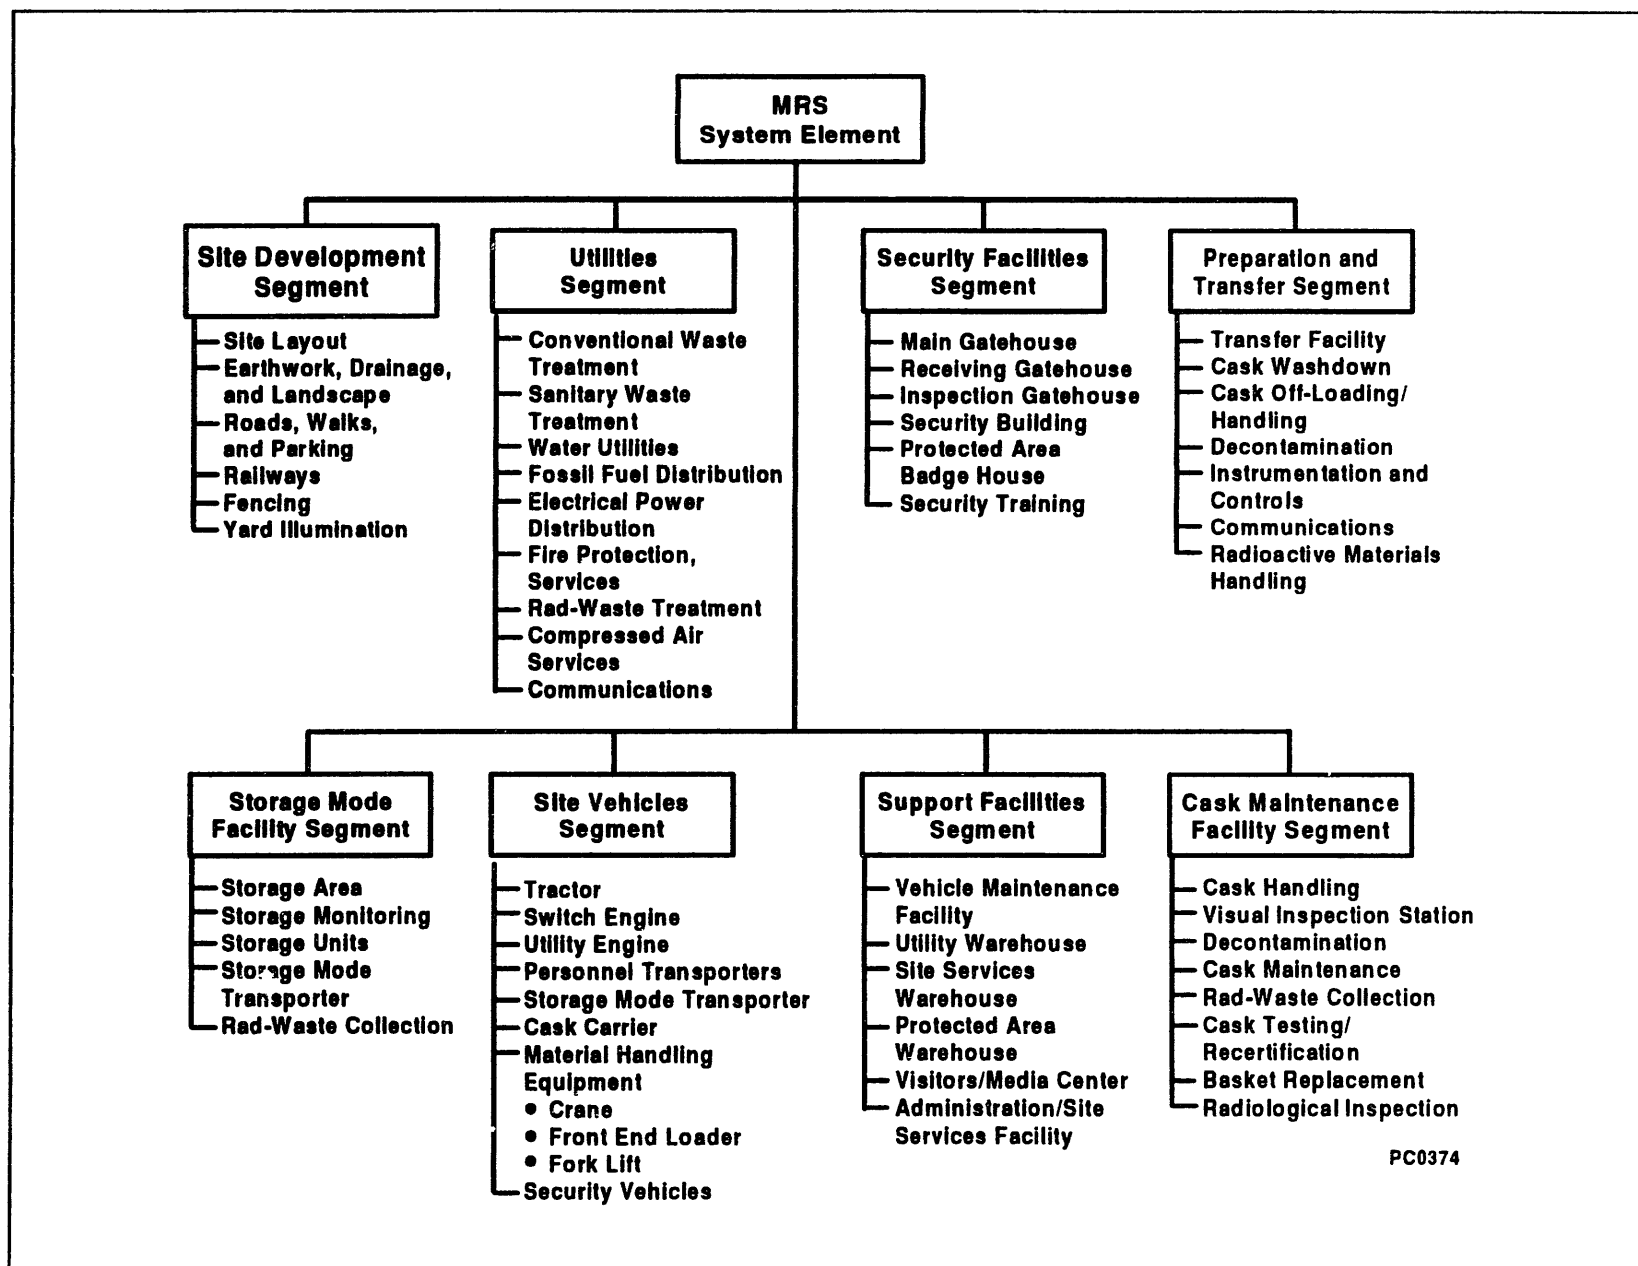 MRS
System Element
Site Development
Segment
Site Layout
Earthwork, Drainage,
and Landscape
Roads, Walks,
and Parking
Railways
Fencing
Yard Illumination
Utilities
Segment
Conventional Waste
Treatment
Sanitary Waste
Treatment
Water Utilities
Fossil Fuel Distribution
Electrical Power
Distribution
Fire Protection,
Services
Rad-Waste Treatment
Compressed Air
Services
Communications
Security Facilities
Segment
Main Gatehouse
Receiving Gatehouse
Inspection Gatehouse
Security Building
Protected Area
Badge House
Security Training
Preparation and
Transfer Segment
Transfer Facility
Cask Washdown
Cask Off-Loading/
Handling
Decontamination
Instrumentation and
Controls
Communications
Radioactive Materials
Handling
Storage Mode
Facility Segment
Storage Area
Storage Monitoring
Storage Units
Storage Mode
Transporter
Rad-Waste Collection
Site Vehicles
Segment
Tractor
Switch Engine
Utility Engine
Personnel Transporters
Storage Mode Transporter
Cask Carrier
Material Handling
Equipment
• Crane
• Front End Loader
• Fork Lift
Security Vehicles
Support Facilities
Segment
Vehicle Maintenance
Facility
Utility Warehouse
Site Services
Warehouse
Protected Area
Warehouse
Visitors/Media Center
Administration/Site
Services Facility
Cask Maintenance
Facility Segment
Cask Handling
Visual Inspection Station
Decontamination
Cask Maintenance
Rad-Waste Collection
Cask Testing/
Recertification
Basket Replacement
Radiological Inspection
PC0374